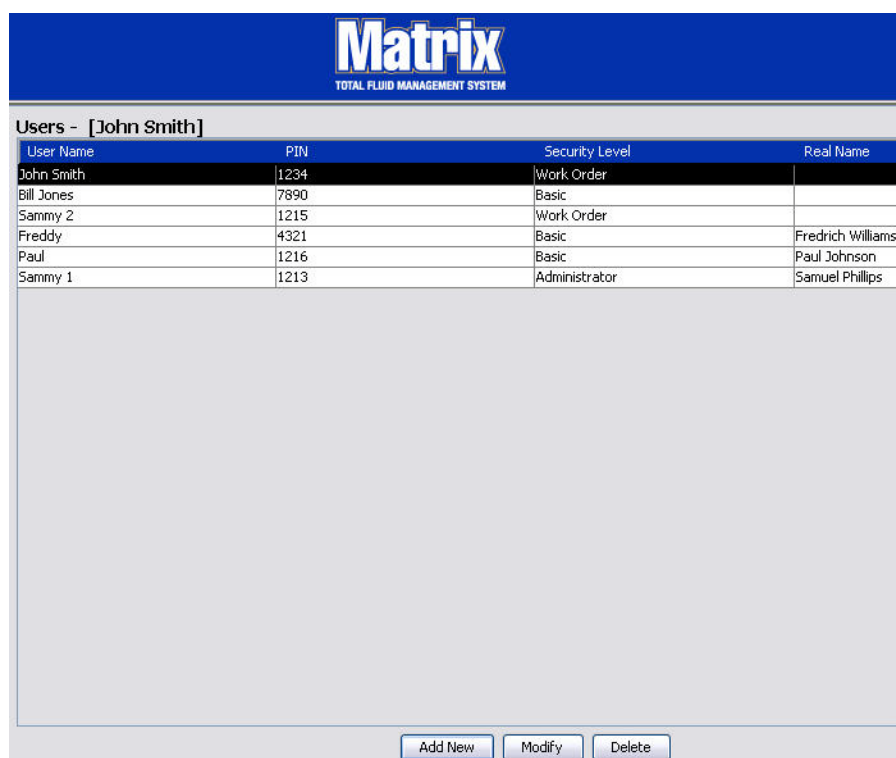 Matrix
TOTAL FLUID MANAGEMENT SYSTEM
Users - [John Smith]
User Name PIN Security Level Real Name
John Smith 1234 Work Order
Bill Jones 7890 Basic
Sammy 2 1215 Work Order
Freddy 4321 Basic Fredrich Williams
Paul 1216 Basic Paul Johnson
Sammy 1 1213 Administrator Samuel Phillips
Add New Modify Delete